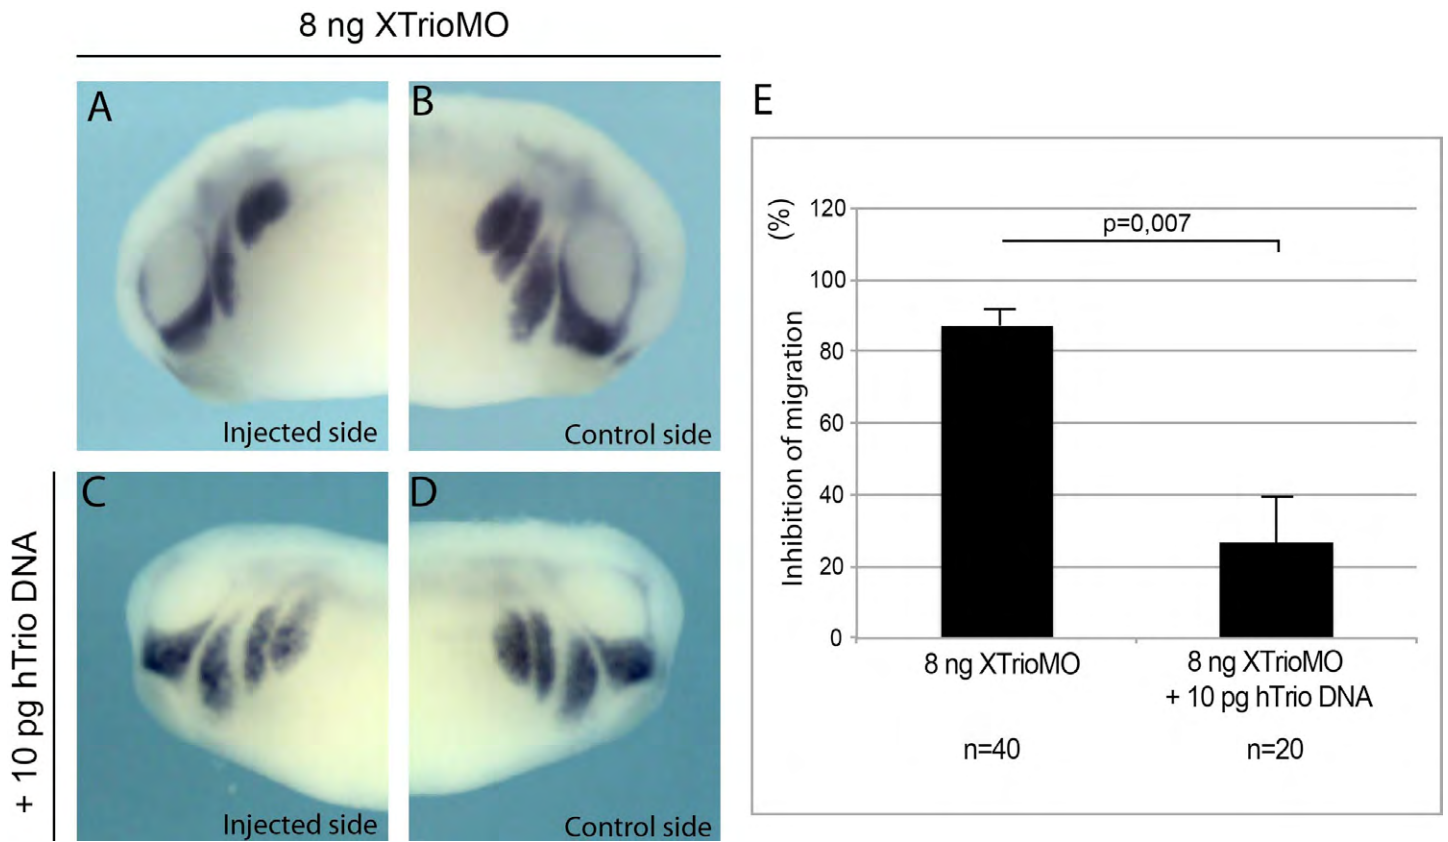 8 ng XTrioMO
A
B
Injected side
Control side
+ 10 pg hTrio DNA
C
D
Injected side
Control side
E
(%)
Inhibition of migration
120
100
80
60
40
20
0
p=0,007
8 ng XTrioMO
8 ng XTrioMO
+ 10 pg hTrio DNA
n=40
n=20